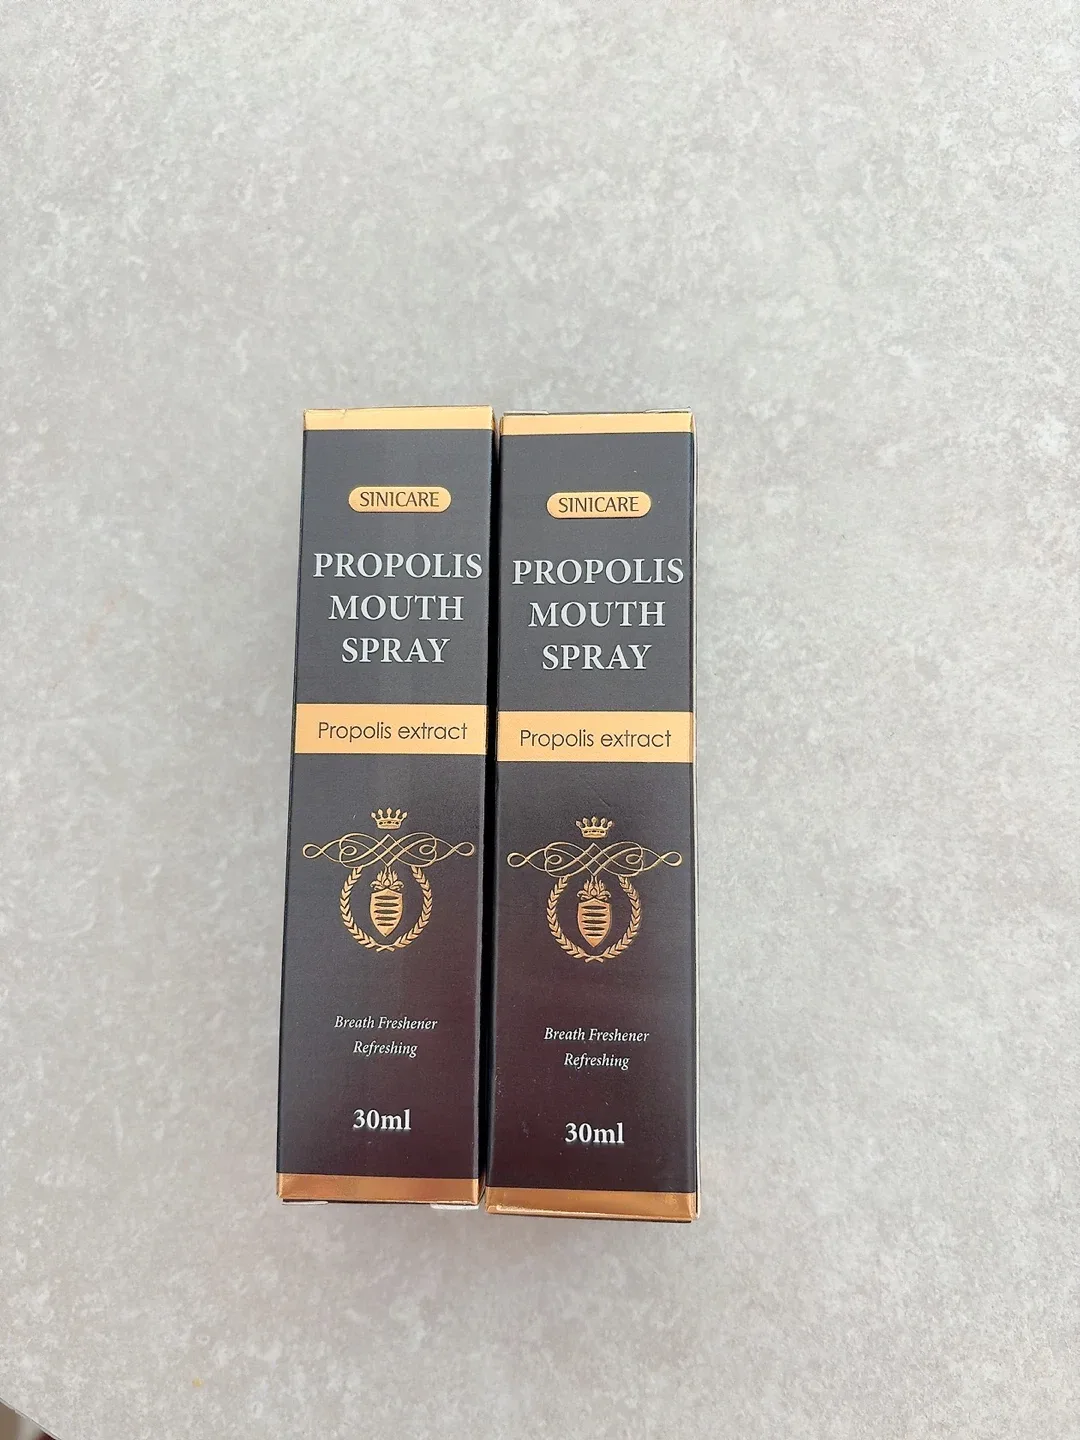 SINICARE
PROPOLIS
MOUTH
SPRAY
Propolis extract
Breath Freshener
Refreshing
30ml
SINICARE
PROPOLIS
MOUTH
SPRAY
Propolis extract
Breath Freshener
Refreshing
30ml